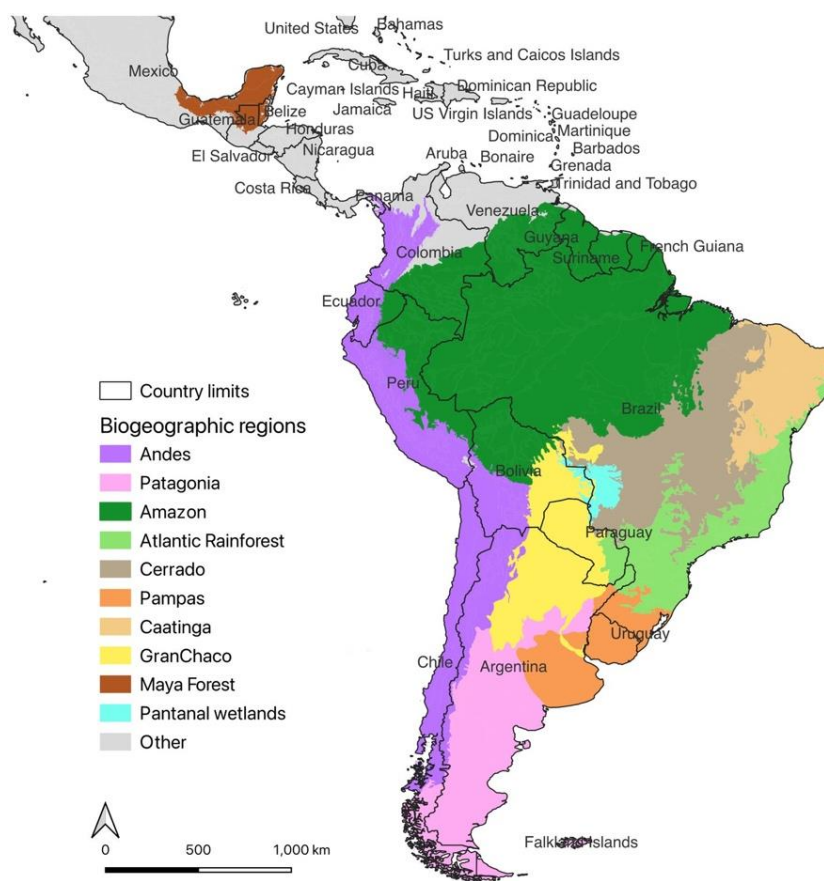 United States
Bahamas
Mexico
Cuba
Turks and Caicos Islands
Cayman Islands
Haiti
Dominican Republic
Jamaica
US Virgin Islands
Guadeloupe
Guatemala
Belize
Honduras
Dominica
Martinique
Barbados
El Salvador
Nicaragua
Aruba
Bonaire
Grenada
Costa Rica
Panama
Trinidad and Tobago
Venezuela
Guyana
Colombia
Suriname
French Guiana
Ecuador
Peru
Brazil
Bolivia
Paraguay
Uruguay
Chile
Argentina
Falkland Islands
Country limits
Biogeographic regions
Andes
Patagonia
Amazon
Atlantic Rainforest
Cerrado
Pampas
Caatinga
GranChaco
Maya Forest
Pantanal wetlands
Other
0 500 1,000 km